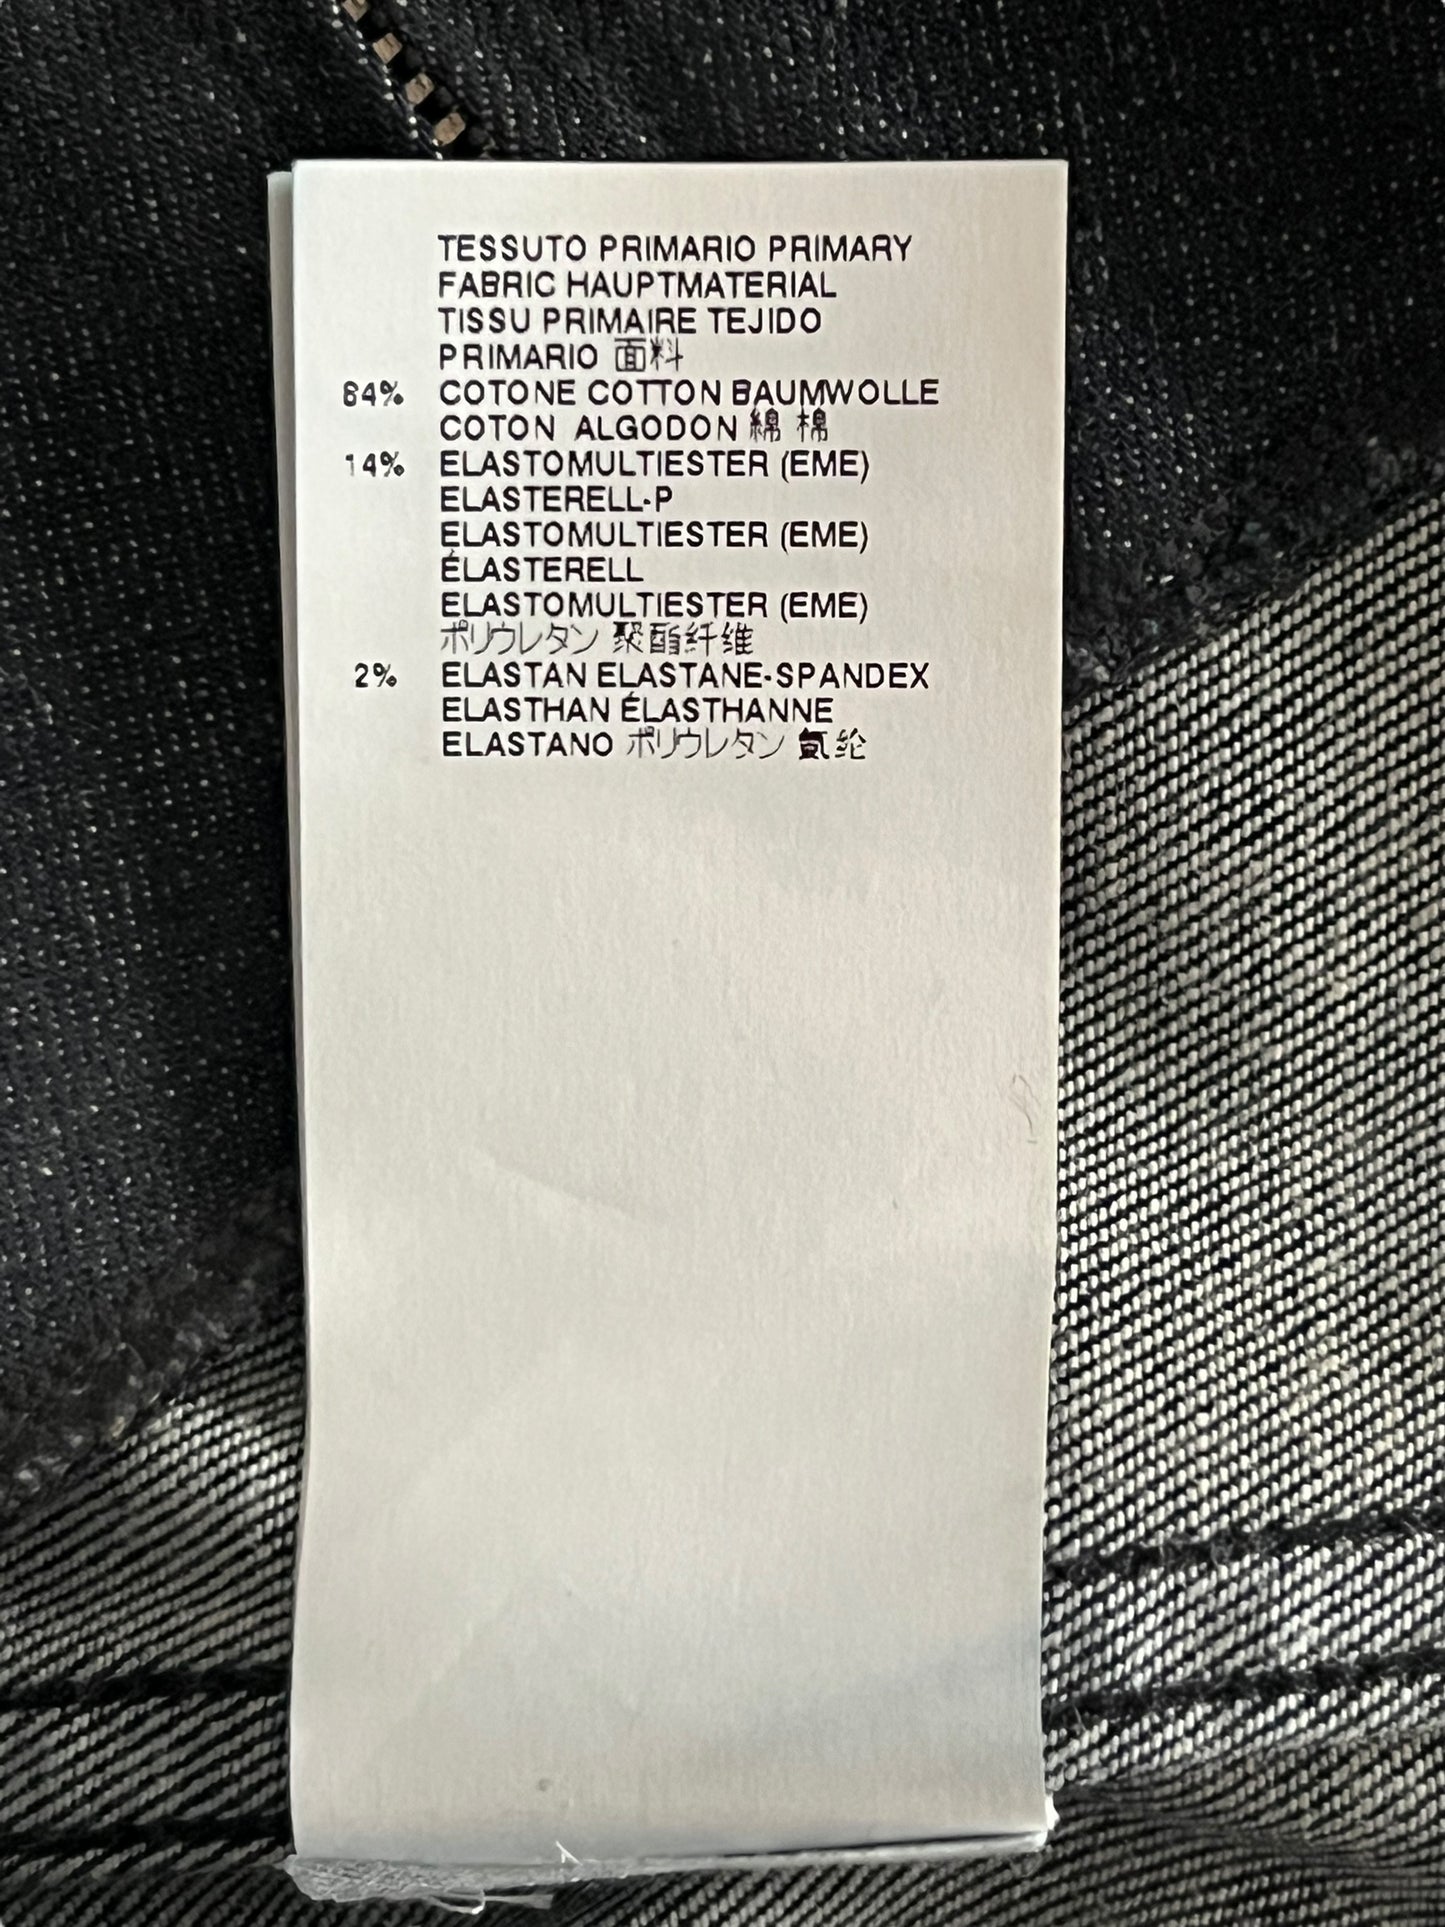 TESSUTO PRIMARIO PRIMARY
FABRIC HAUPTMATERIAL
TISSU PRIMAIRE TEJIDO
PRIMARIO 面料
84% COTONE COTTON BAUMWOLLE
COTON ALGODON 綿 棉
14% ELASTOMULTIESTER (EME)
ELASTERELL-P
ELASTOMULTIESTER (EME)
ÉLASTERELL
ELASTOMULTIESTER (EME)
ポリウレタン 聚酯纤维
2% ELASTAN ELASTANE-SPANDEX
ELASTHAN ÉLASTHANNE
ELASTANO ポリウレタン 氨纶